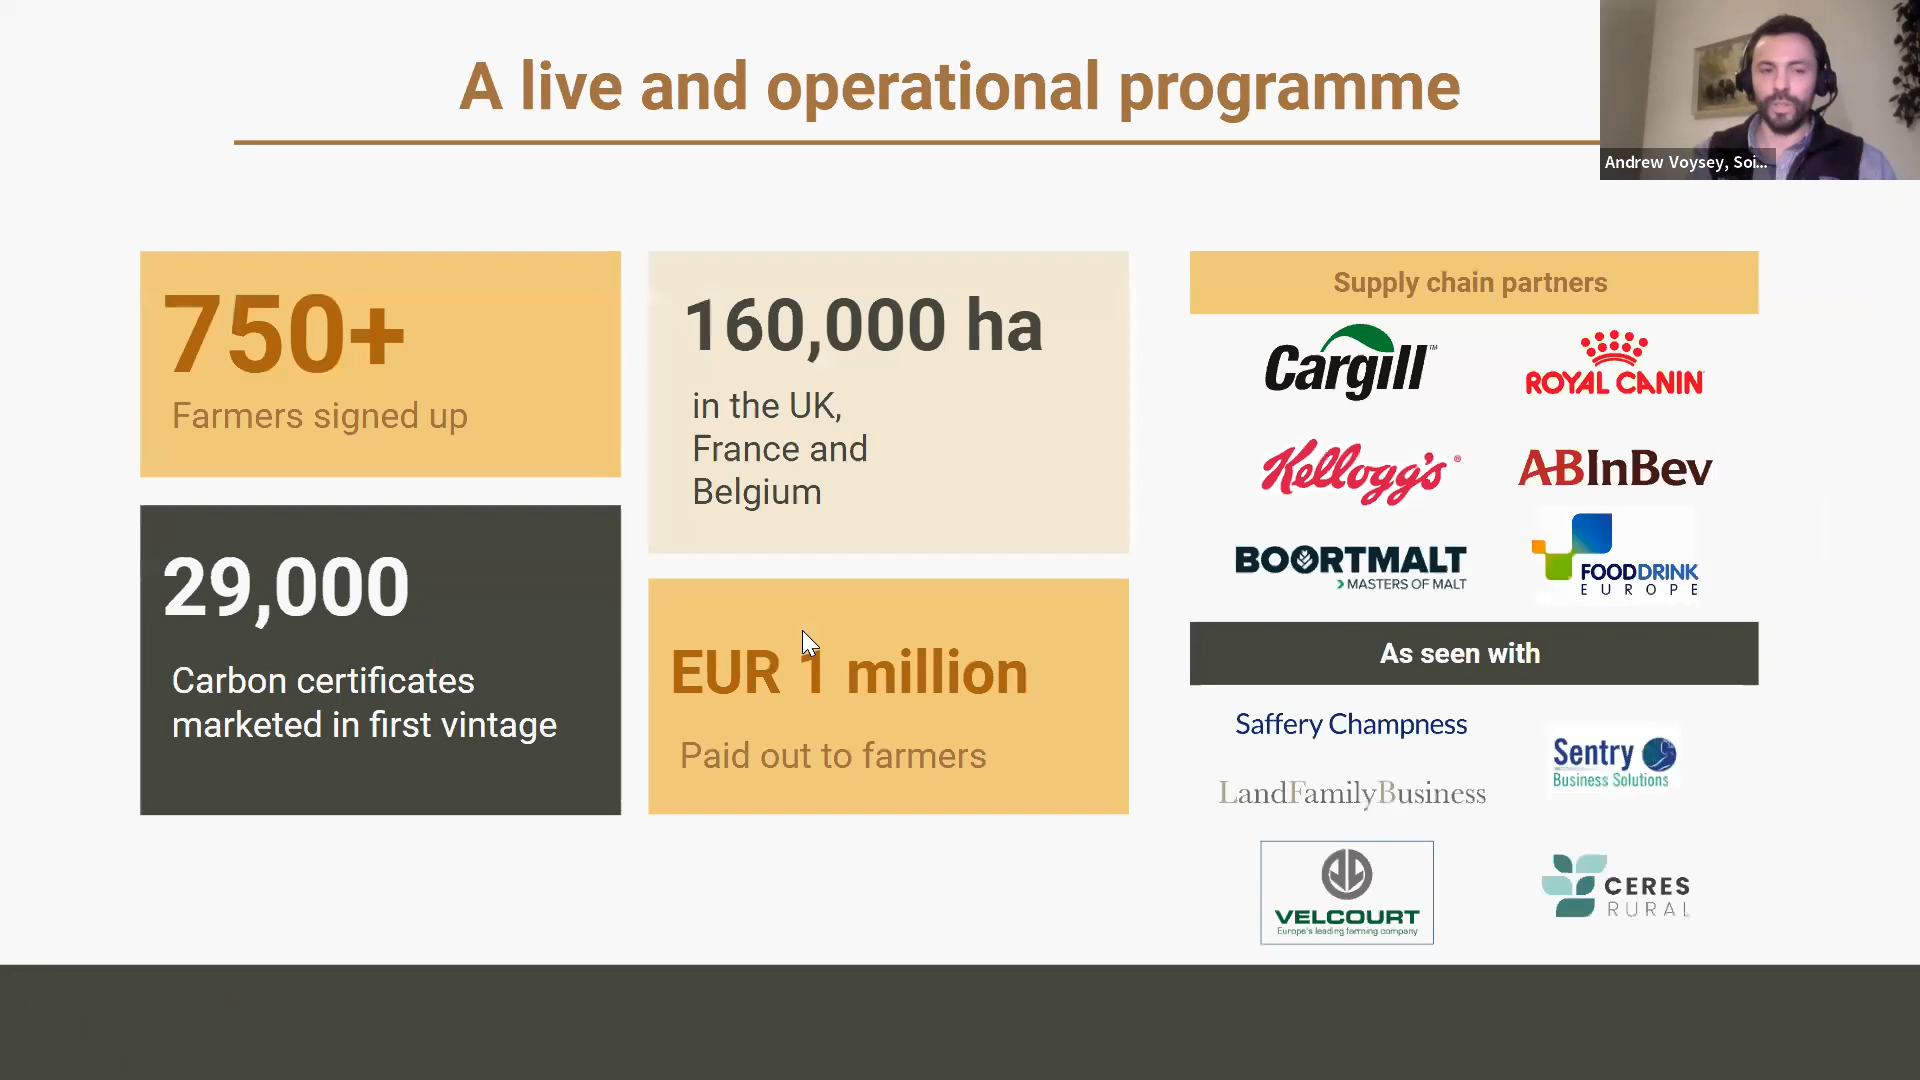 A live and operational programme
Andrew Voysey, Soi...
750+
Farmers signed up
160,000 ha
in the UK,
France and
Belgium
29,000
Carbon certificates
marketed in first vintage
EUR 1 million
Paid out to farmers
Supply chain partners
Cargill™
ROYAL CANIN
Kellogg's®
ABInBev
BOORTMALT
MASTERS OF MALT
FOODDRINK
EUROPE
As seen with
Saffery Champness
Sentry
Business Solutions
LandFamilyBusiness
VELCOURT
Europe's leading farming company
CERES
RURAL